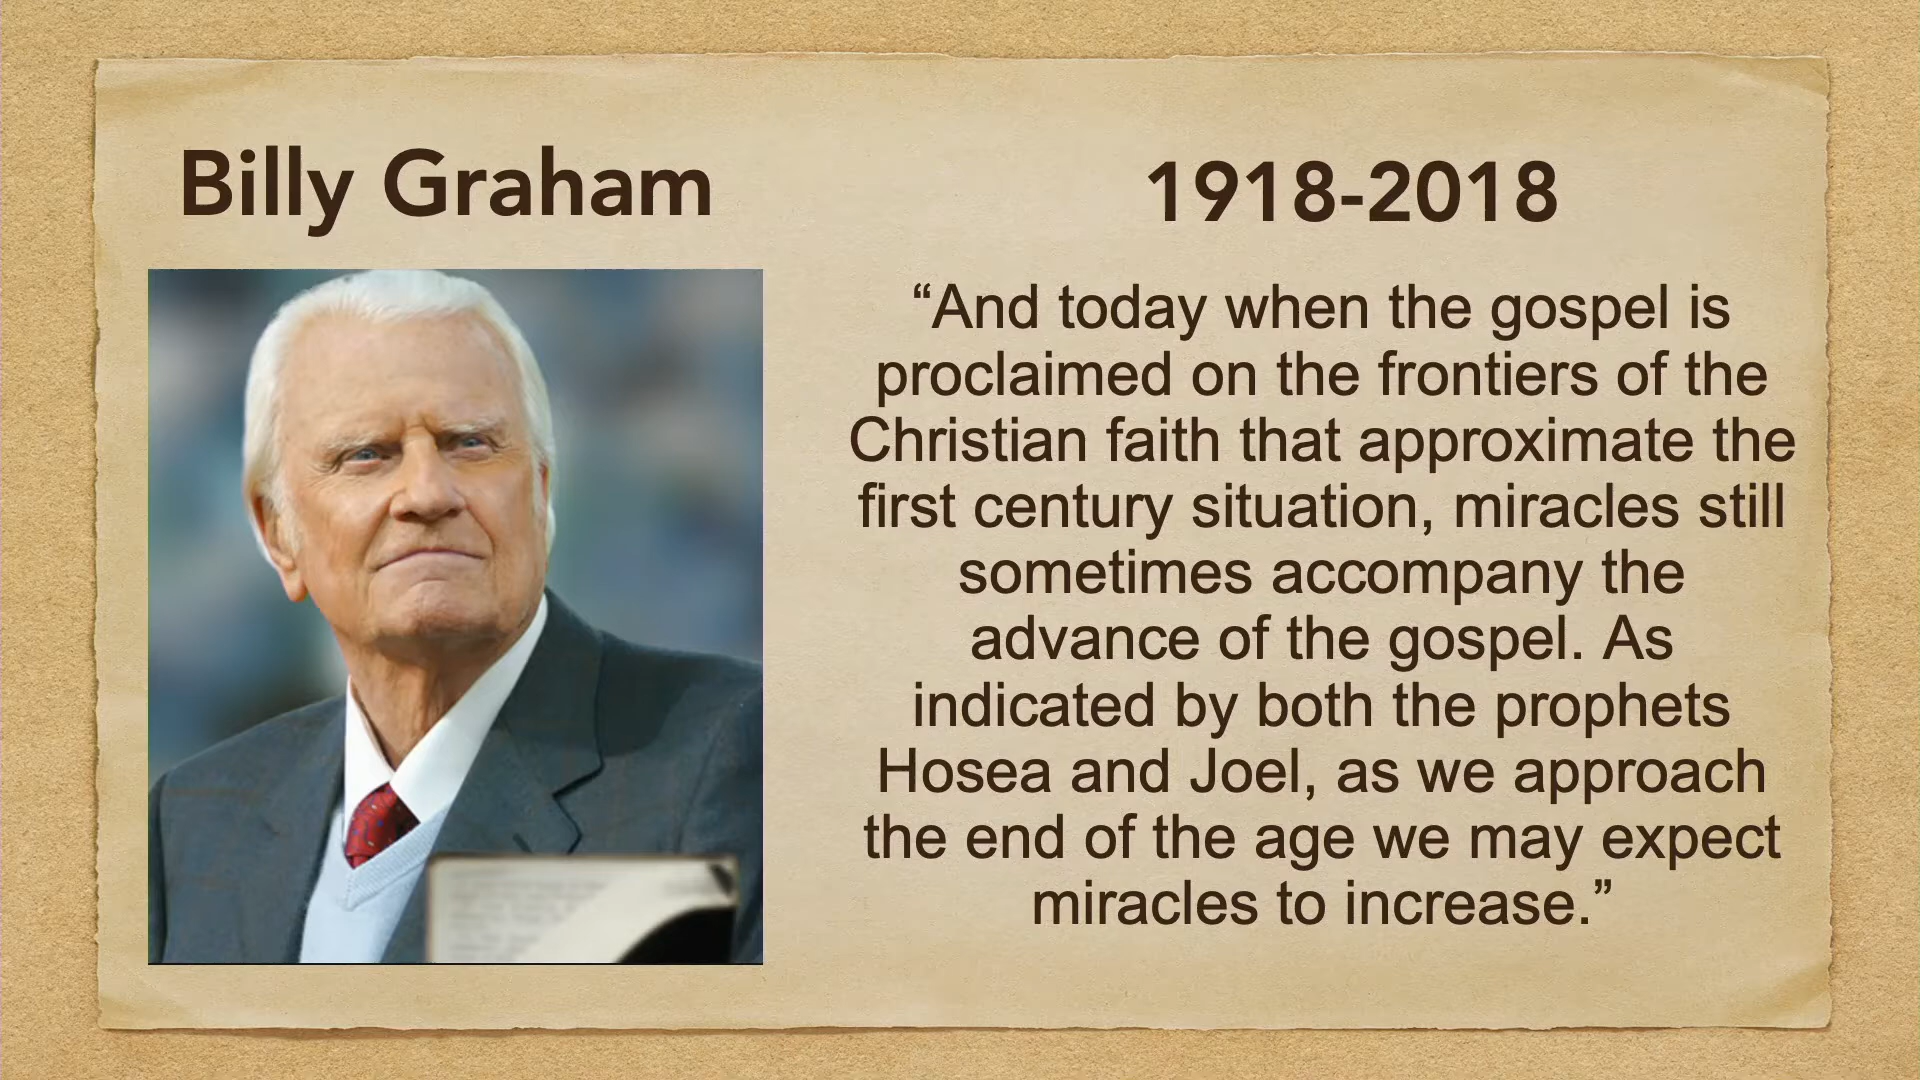 Billy Graham
1918-2018
“And today when the gospel is
proclaimed on the frontiers of the
Christian faith that approximate the
first century situation, miracles still
sometimes accompany the
advance of the gospel. As
indicated by both the prophets
Hosea and Joel, as we approach
the end of the age we may expect
miracles to increase.”